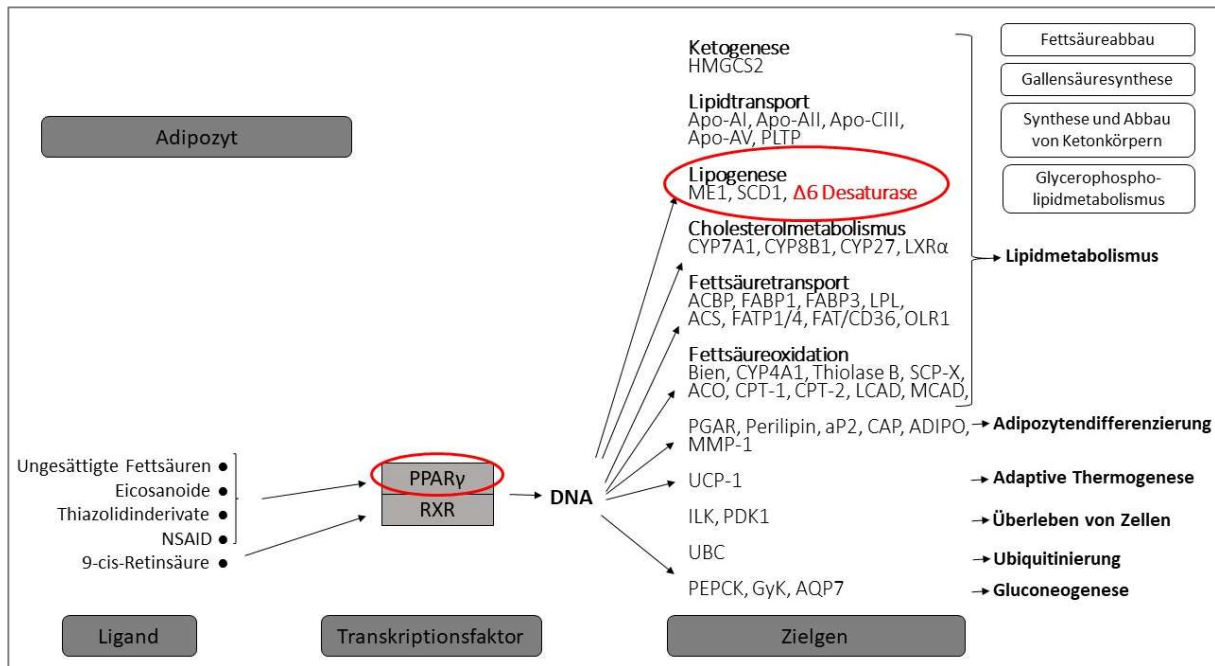 Adipozyt
Ungesättigte Fettsäuren ●
Eicosanoide ●
Thiazolidinderivate ●
NSAID ●
9-cis-Retinsäure ●
Ligand
PPARγ
RXR
Transkriptionsfaktor
DNA
Ketogenese
HMGCS2
Lipidtransport
Apo-AI, Apo-AII, Apo-CIII,
Apo-AV, PLTP
Lipogenese
ME1, SCD1, Δ6 Desaturase
Cholesterolmetabolismus
CYP7A1, CYP8B1, CYP27, LXRα
Fettsäuretransport
ACBP, FABP1, FABP3, LPL,
ACS, FATP1/4, FAT/CD36, OLR1
Fettsäureoxidation
Bien, CYP4A1, Thiolase B, SCP-X,
ACO, CPT-1, CPT-2, LCAD, MCAD,
PGAR, Perilipin, aP2, CAP, ADIPO,
MMP-1
UCP-1
ILK, PDK1
UBC
PEPCK, GyK, AQP7
Zielgen
Fettsäureabbau
Gallensäuresynthese
Synthese und Abbau
von Ketonkörpern
Glycerophospho-
lipidmetabolismus
Lipidmetabolismus
Adipozytendifferenzierung
Adaptive Thermogenese
Überleben von Zellen
Ubiquitinierung
Gluconeogenese